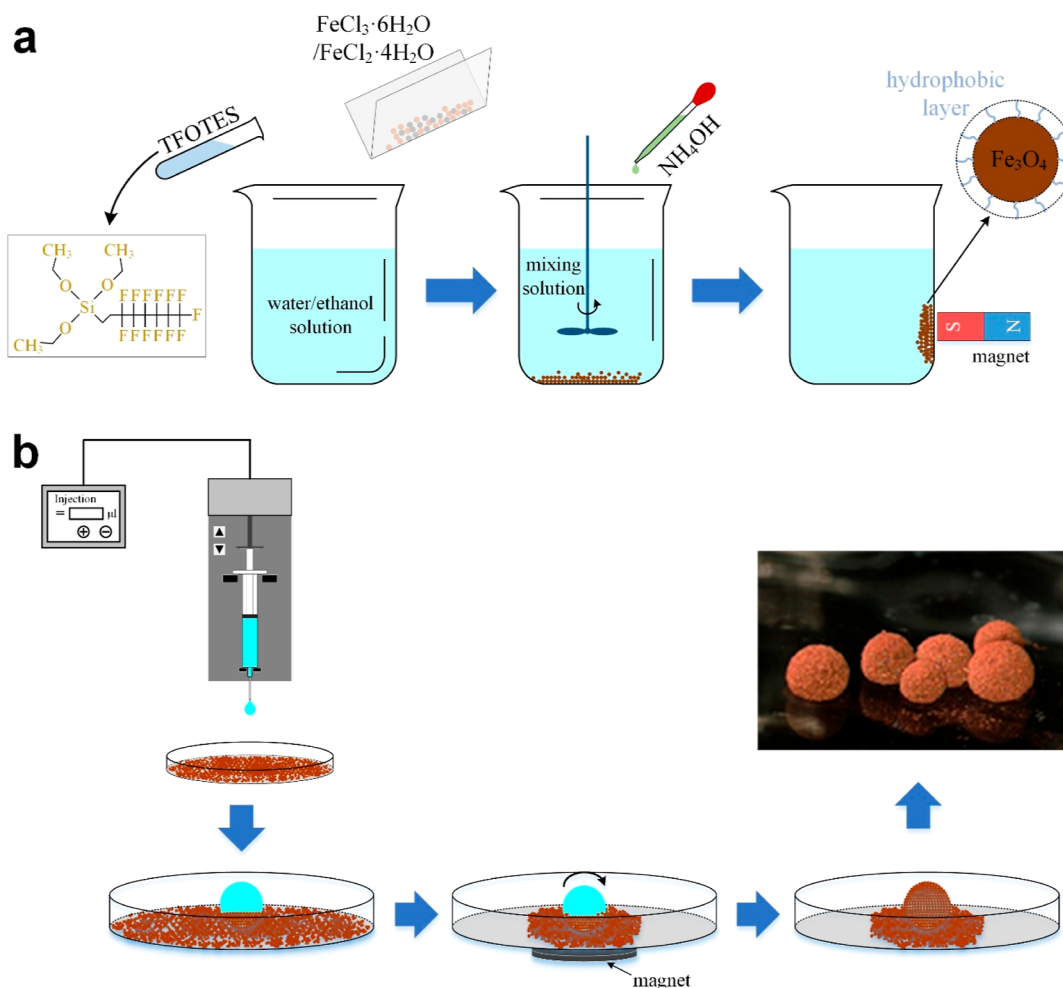 a
FeCl₃·6H₂O
/FeCl₂·4H₂O
TFOTES
NH₄OH
hydrophobic
layer
Fe₃O₄
CH₃
CH₃
O
O
Si
O
CH₃
FFFFFF
F
FFFFFF
water/ethanol
solution
mixing
solution
S
N
magnet
b
Injection
=
μl
⊕ ⊖
▲
▼
magnet